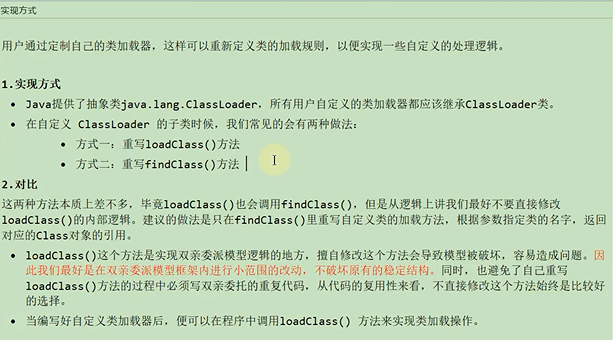 实现方式
用户通过定制自己的类加载器，这样可以重新定义类的加载规则，以便实现一些自定义的处理逻辑。
1.实现方式
• Java提供了抽象类java.lang.ClassLoader，所有用户自定义的类加载器都应该继承ClassLoader类。
• 在自定义 ClassLoader 的子类时候，我们常见的会有两种做法：
• 方式一：重写loadClass()方法
• 方式二：重写findClass()方法
2.对比
这两种方法本质上差不多，毕竟loadClass()也会调用findClass()，但是从逻辑上讲我们最好不要直接修改
loadClass()的内部逻辑。建议的做法是只在findClass()里重写自定义类的加载方法，根据参数指定类的名字，返回
对应的Class对象的引用。
• loadClass()这个方法是实现双亲委派模型逻辑的地方，擅自修改这个方法会导致模型被破坏，容易造成问题。因
此我们最好是在双亲委派模型框架内进行小范围的改动，不破坏原有的稳定结构。同时，也避免了自己重写
loadClass()方法的过程中必须写双亲委托的重复代码，从代码的复用性来看，不直接修改这个方法始终是比较好
的选择。
• 当编写好自定义类加载器后，便可以在程序中调用loadClass() 方法来实现类加载操作。